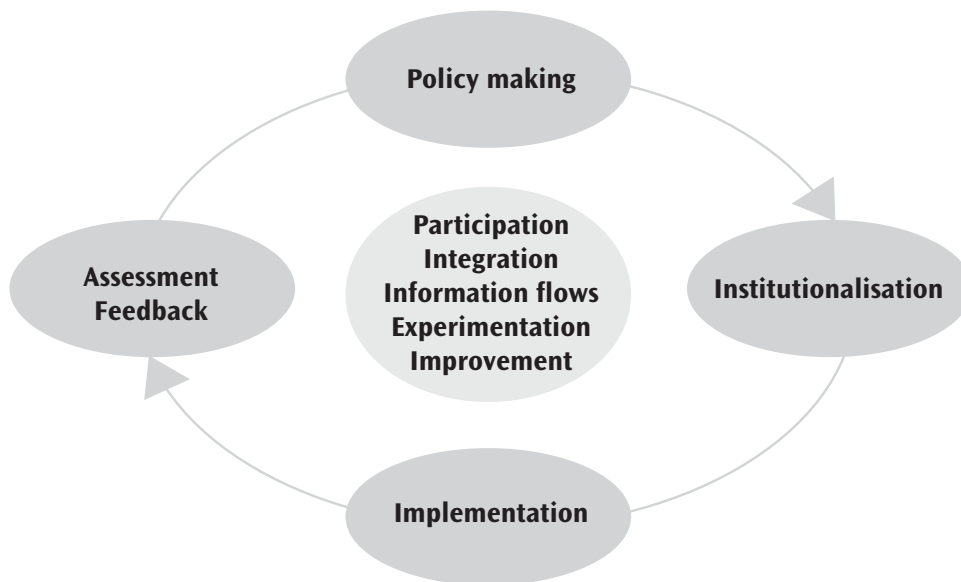 Policy making
Participation
Integration
Information flows
Experimentation
Improvement
Assessment
Feedback
Institutionalisation
Implementation